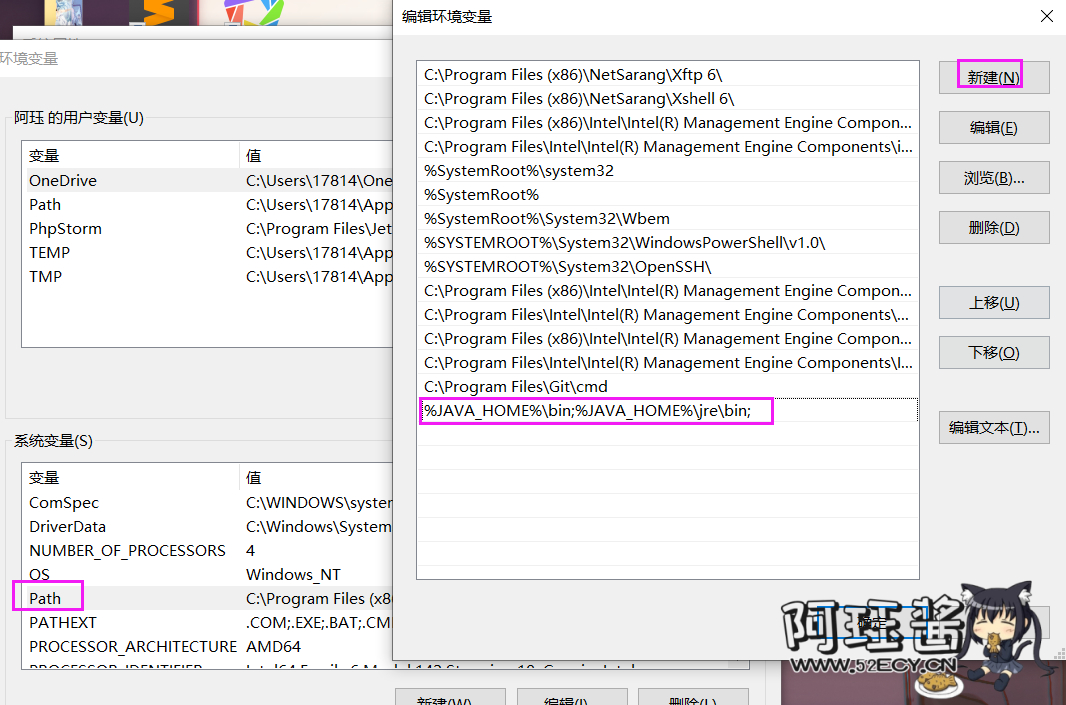 编辑环境变量
环境变量
阿珏 的用户变量(U)
变量 值
OneDrive C:\Users\17814\One
Path C:\Users\17814\App
PhpStorm C:\Program Files\Jet
TEMP C:\Users\17814\App
TMP C:\Users\17814\App
系统变量(S)
变量 值
ComSpec C:\WINDOWS\system
DriverData C:\Windows\System
NUMBER_OF_PROCESSORS 4
OS Windows_NT
Path C:\Program Files (x8
PATHEXT .COM;.EXE;.BAT;.CM
PROCESSOR_ARCHITECTURE AMD64
新建(W)
编辑(I)
删除(L)
C:\Program Files (x86)\NetSarang\Xftp 6\
C:\Program Files (x86)\NetSarang\Xshell 6\
C:\Program Files (x86)\Intel\Intel(R) Management Engine Compon...
C:\Program Files\Intel\Intel(R) Management Engine Components\i...
%SystemRoot%\system32
%SystemRoot%
%SystemRoot%\System32\Wbem
%SYSTEMROOT%\System32\WindowsPowerShell\v1.0\
%SYSTEMROOT%\System32\OpenSSH\
C:\Program Files (x86)\Intel\Intel(R) Management Engine Compon...
C:\Program Files\Intel\Intel(R) Management Engine Components\...
C:\Program Files (x86)\Intel\Intel(R) Management Engine Compon...
C:\Program Files\Intel\Intel(R) Management Engine Components\I...
C:\Program Files\Git\cmd
%JAVA_HOME%\bin;%JAVA_HOME%\jre\bin;
新建(N)
编辑(E)
浏览(B)...
删除(D)
上移(U)
下移(O)
编辑文本(T)...
确定
阿珏酱
WWW.52ECY.CN